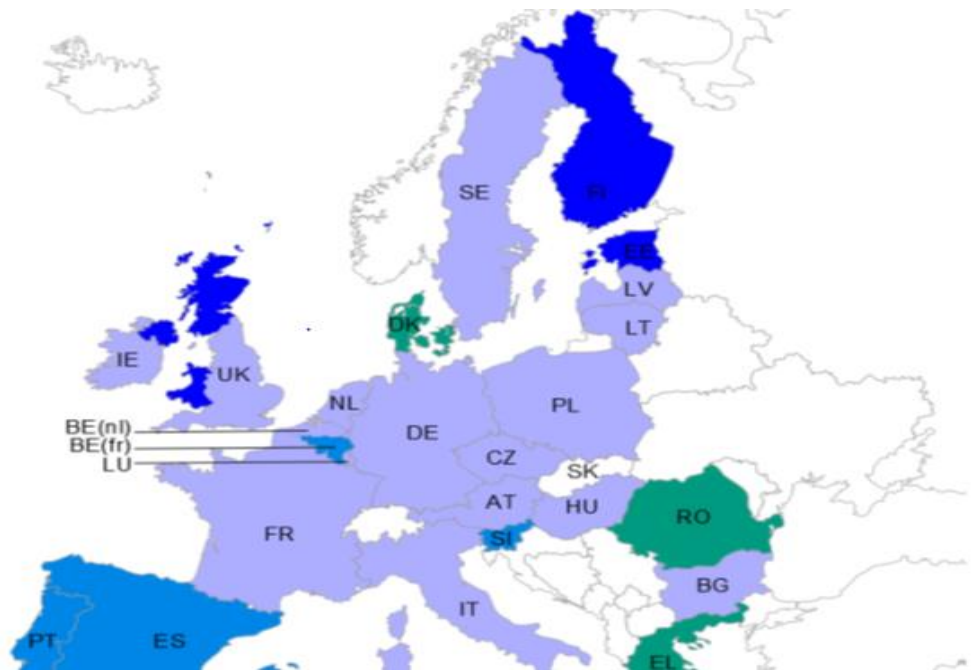 FI
SE
EE
LV
DK
LT
IE
UK
NL
PL
BE(nl)
DE
BE(fr)
CZ
LU
SK
AT
HU
RO
FR
SI
BG
IT
PT
ES
EL